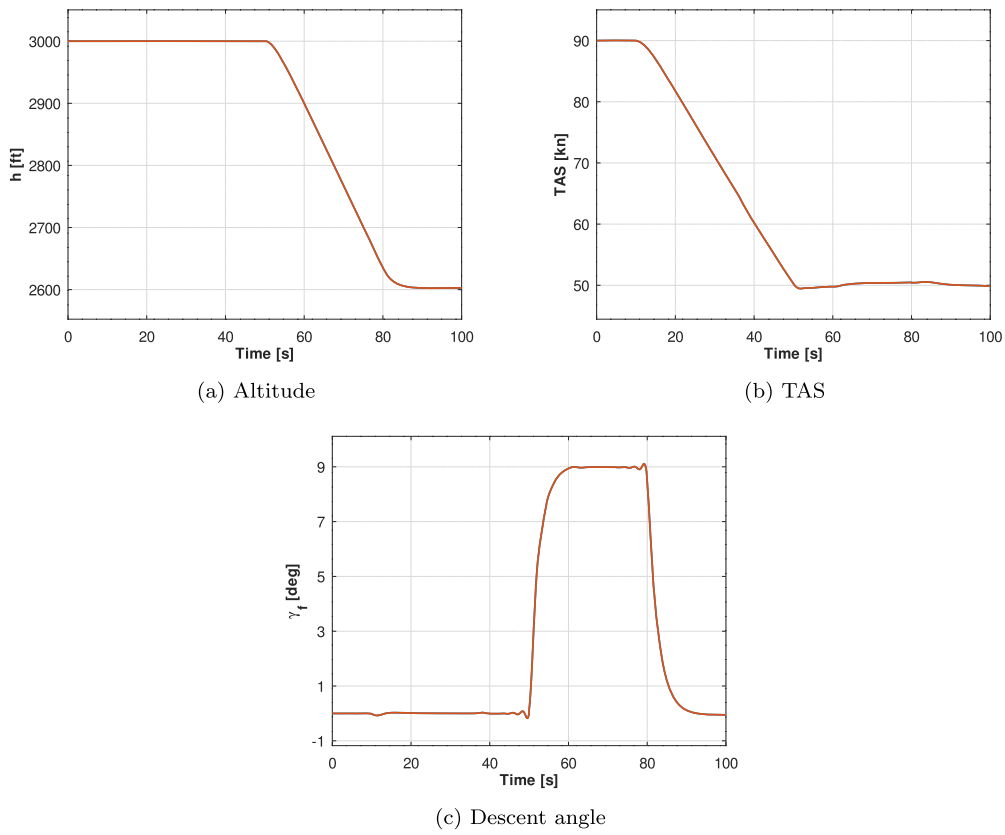 3000
2900
2800
2700
2600
h [ft]
0 20 40 60 80 100
Time [s]
(a) Altitude
90
80
70
60
50
TAS [kn]
0 20 40 60 80 100
Time [s]
(b) TAS
9
7
5
3
1
-1
γf [deg]
0 20 40 60 80 100
Time [s]
(c) Descent angle